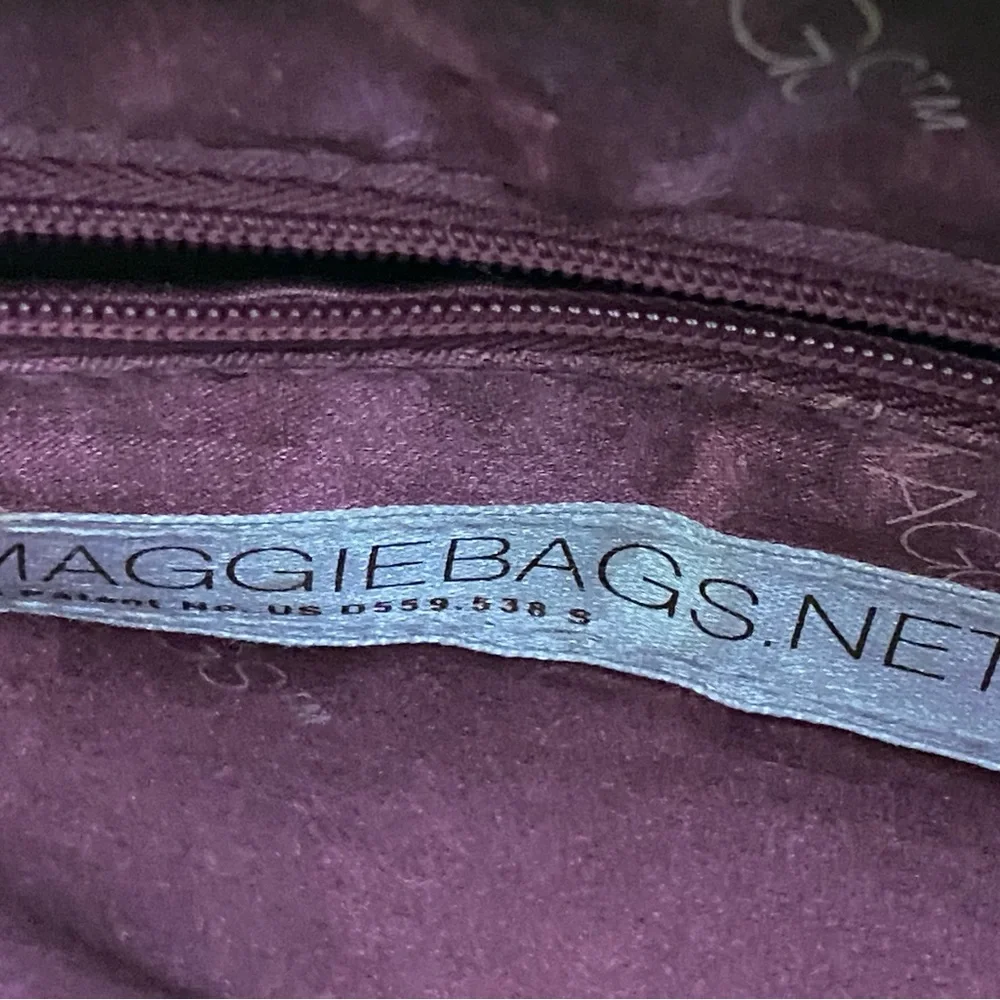 MAGGIEBAGS.NET
Patent No. US D559.538 S